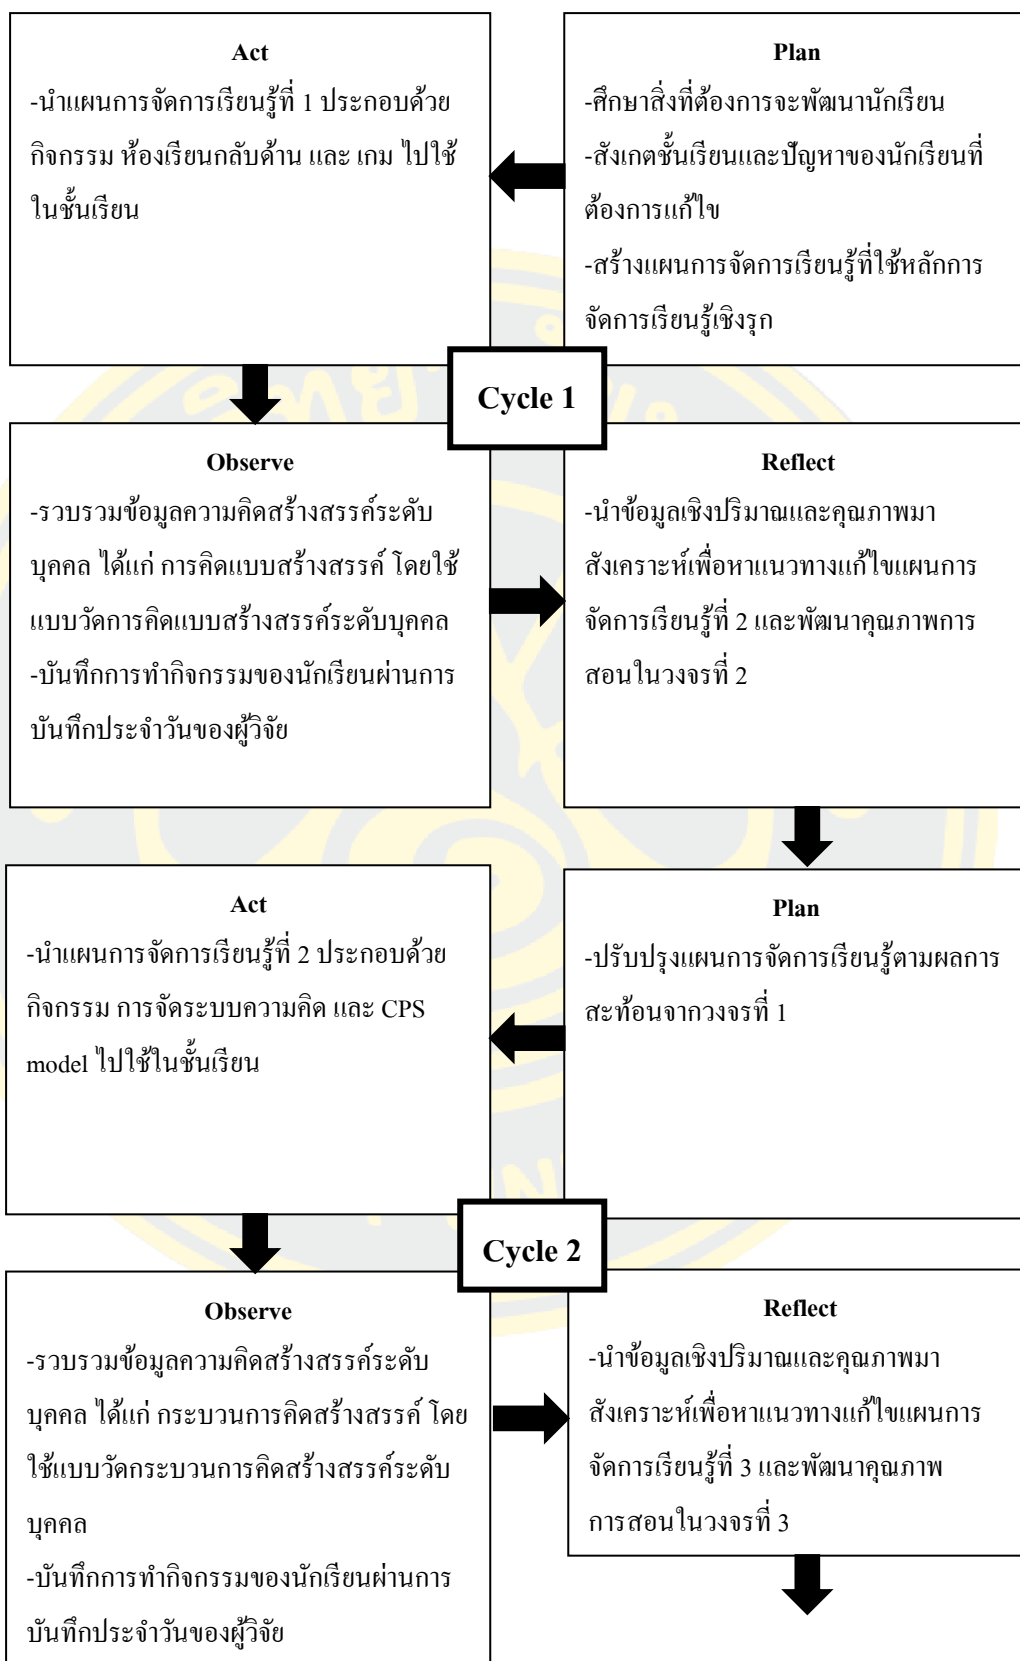 Plan
-ศึกษาสิ่งที่ต้องการจะพัฒนานักเรียน
-สังเกตชั้นเรียนและปัญหาของนักเรียนที่
ต้องการแก้ไข
-สร้างแผนการจัดการเรียนรู้ที่ใช้หลักการ
จัดการเรียนรู้เชิงรุก
Act
-นำแผนการจัดการเรียนรู้ที่ 1 ประกอบด้วย
กิจกรรม ห้องเรียนกลับด้าน และ เกม ไปใช้
ในชั้นเรียน
Cycle 1
Observe
-รวบรวมข้อมูลความคิดสร้างสรรค์ระดับ
บุคคล ได้แก่ การคิดแบบสร้างสรรค์ โดยใช้
แบบวัดการคิดแบบสร้างสรรค์ระดับบุคคล
-บันทึกการทำกิจกรรมของนักเรียนผ่านการ
บันทึกประจำวันของผู้วิจัย
Reflect
-นำข้อมูลเชิงปริมาณและคุณภาพมา
สังเคราะห์เพื่อหาแนวทางแก้ไขแผนการ
จัดการเรียนรู้ที่ 2 และพัฒนาคุณภาพการ
สอนในวงจรที่ 2
Plan
-ปรับปรุงแผนการจัดการเรียนรู้ตามผลการ
สะท้อนจากวงจรที่ 1
Act
-นำแผนการจัดการเรียนรู้ที่ 2 ประกอบด้วย
กิจกรรม การจัดระบบความคิด และ CPS
model ไปใช้ในชั้นเรียน
Cycle 2
Observe
-รวบรวมข้อมูลความคิดสร้างสรรค์ระดับ
บุคคล ได้แก่ กระบวนการคิดสร้างสรรค์ โดย
ใช้แบบวัดกระบวนการคิดสร้างสรรค์ระดับ
บุคคล
-บันทึกการทำกิจกรรมของนักเรียนผ่านการ
บันทึกประจำวันของผู้วิจัย
Reflect
-นำข้อมูลเชิงปริมาณและคุณภาพมา
สังเคราะห์เพื่อหาแนวทางแก้ไขแผนการ
จัดการเรียนรู้ที่ 3 และพัฒนาคุณภาพ
การสอนในวงจรที่ 3